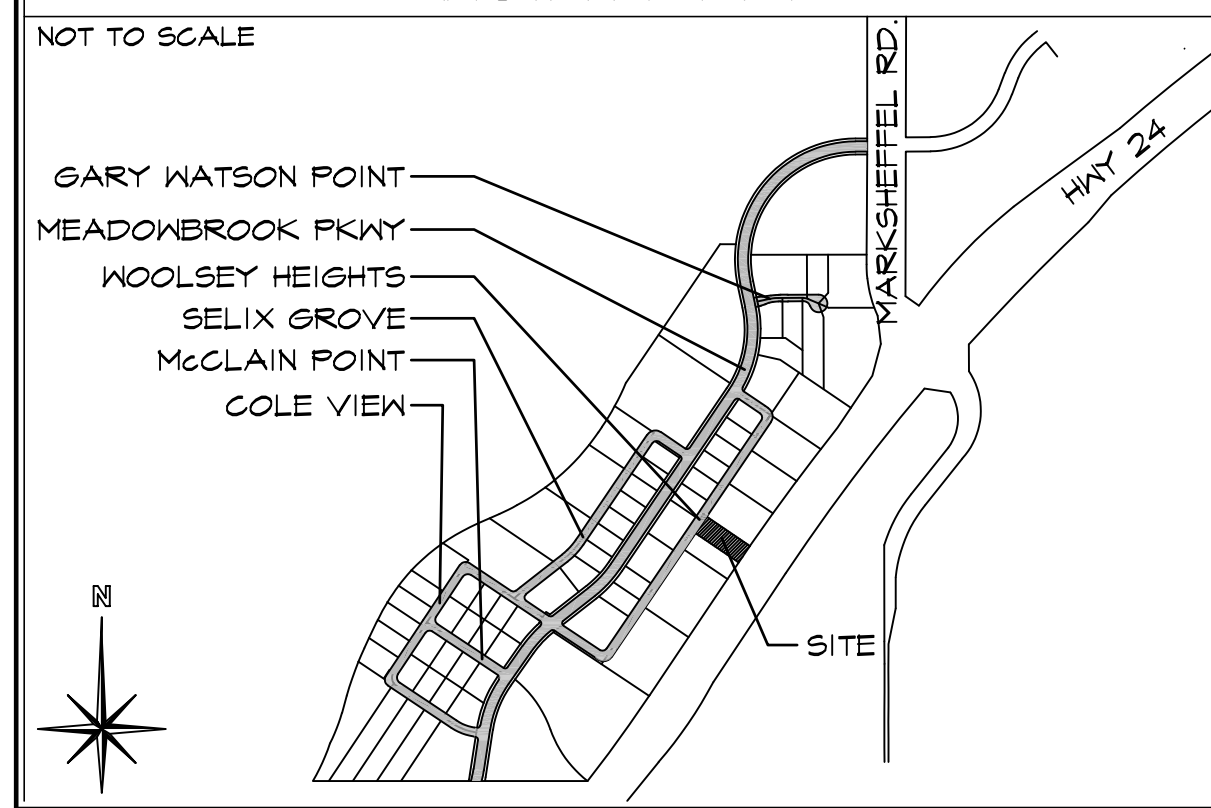 NOT TO SCALE
MARKSHEFFEL RD.
HWY 24
GARY WATSON POINT
MEADOWBROOK PKWY
WOOLSEY HEIGHTS
SELIX GROVE
McCLAIN POINT
COLE VIEW
N
SITE